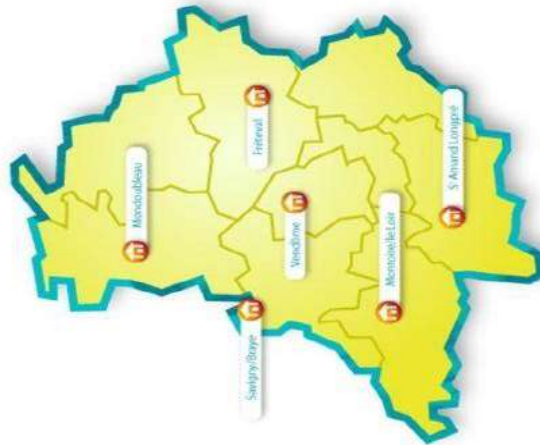 Mondoubleau
Fréteval
Savigny/Braye
Vendôme
Montoire/le Loir
S^t Amand Longpré